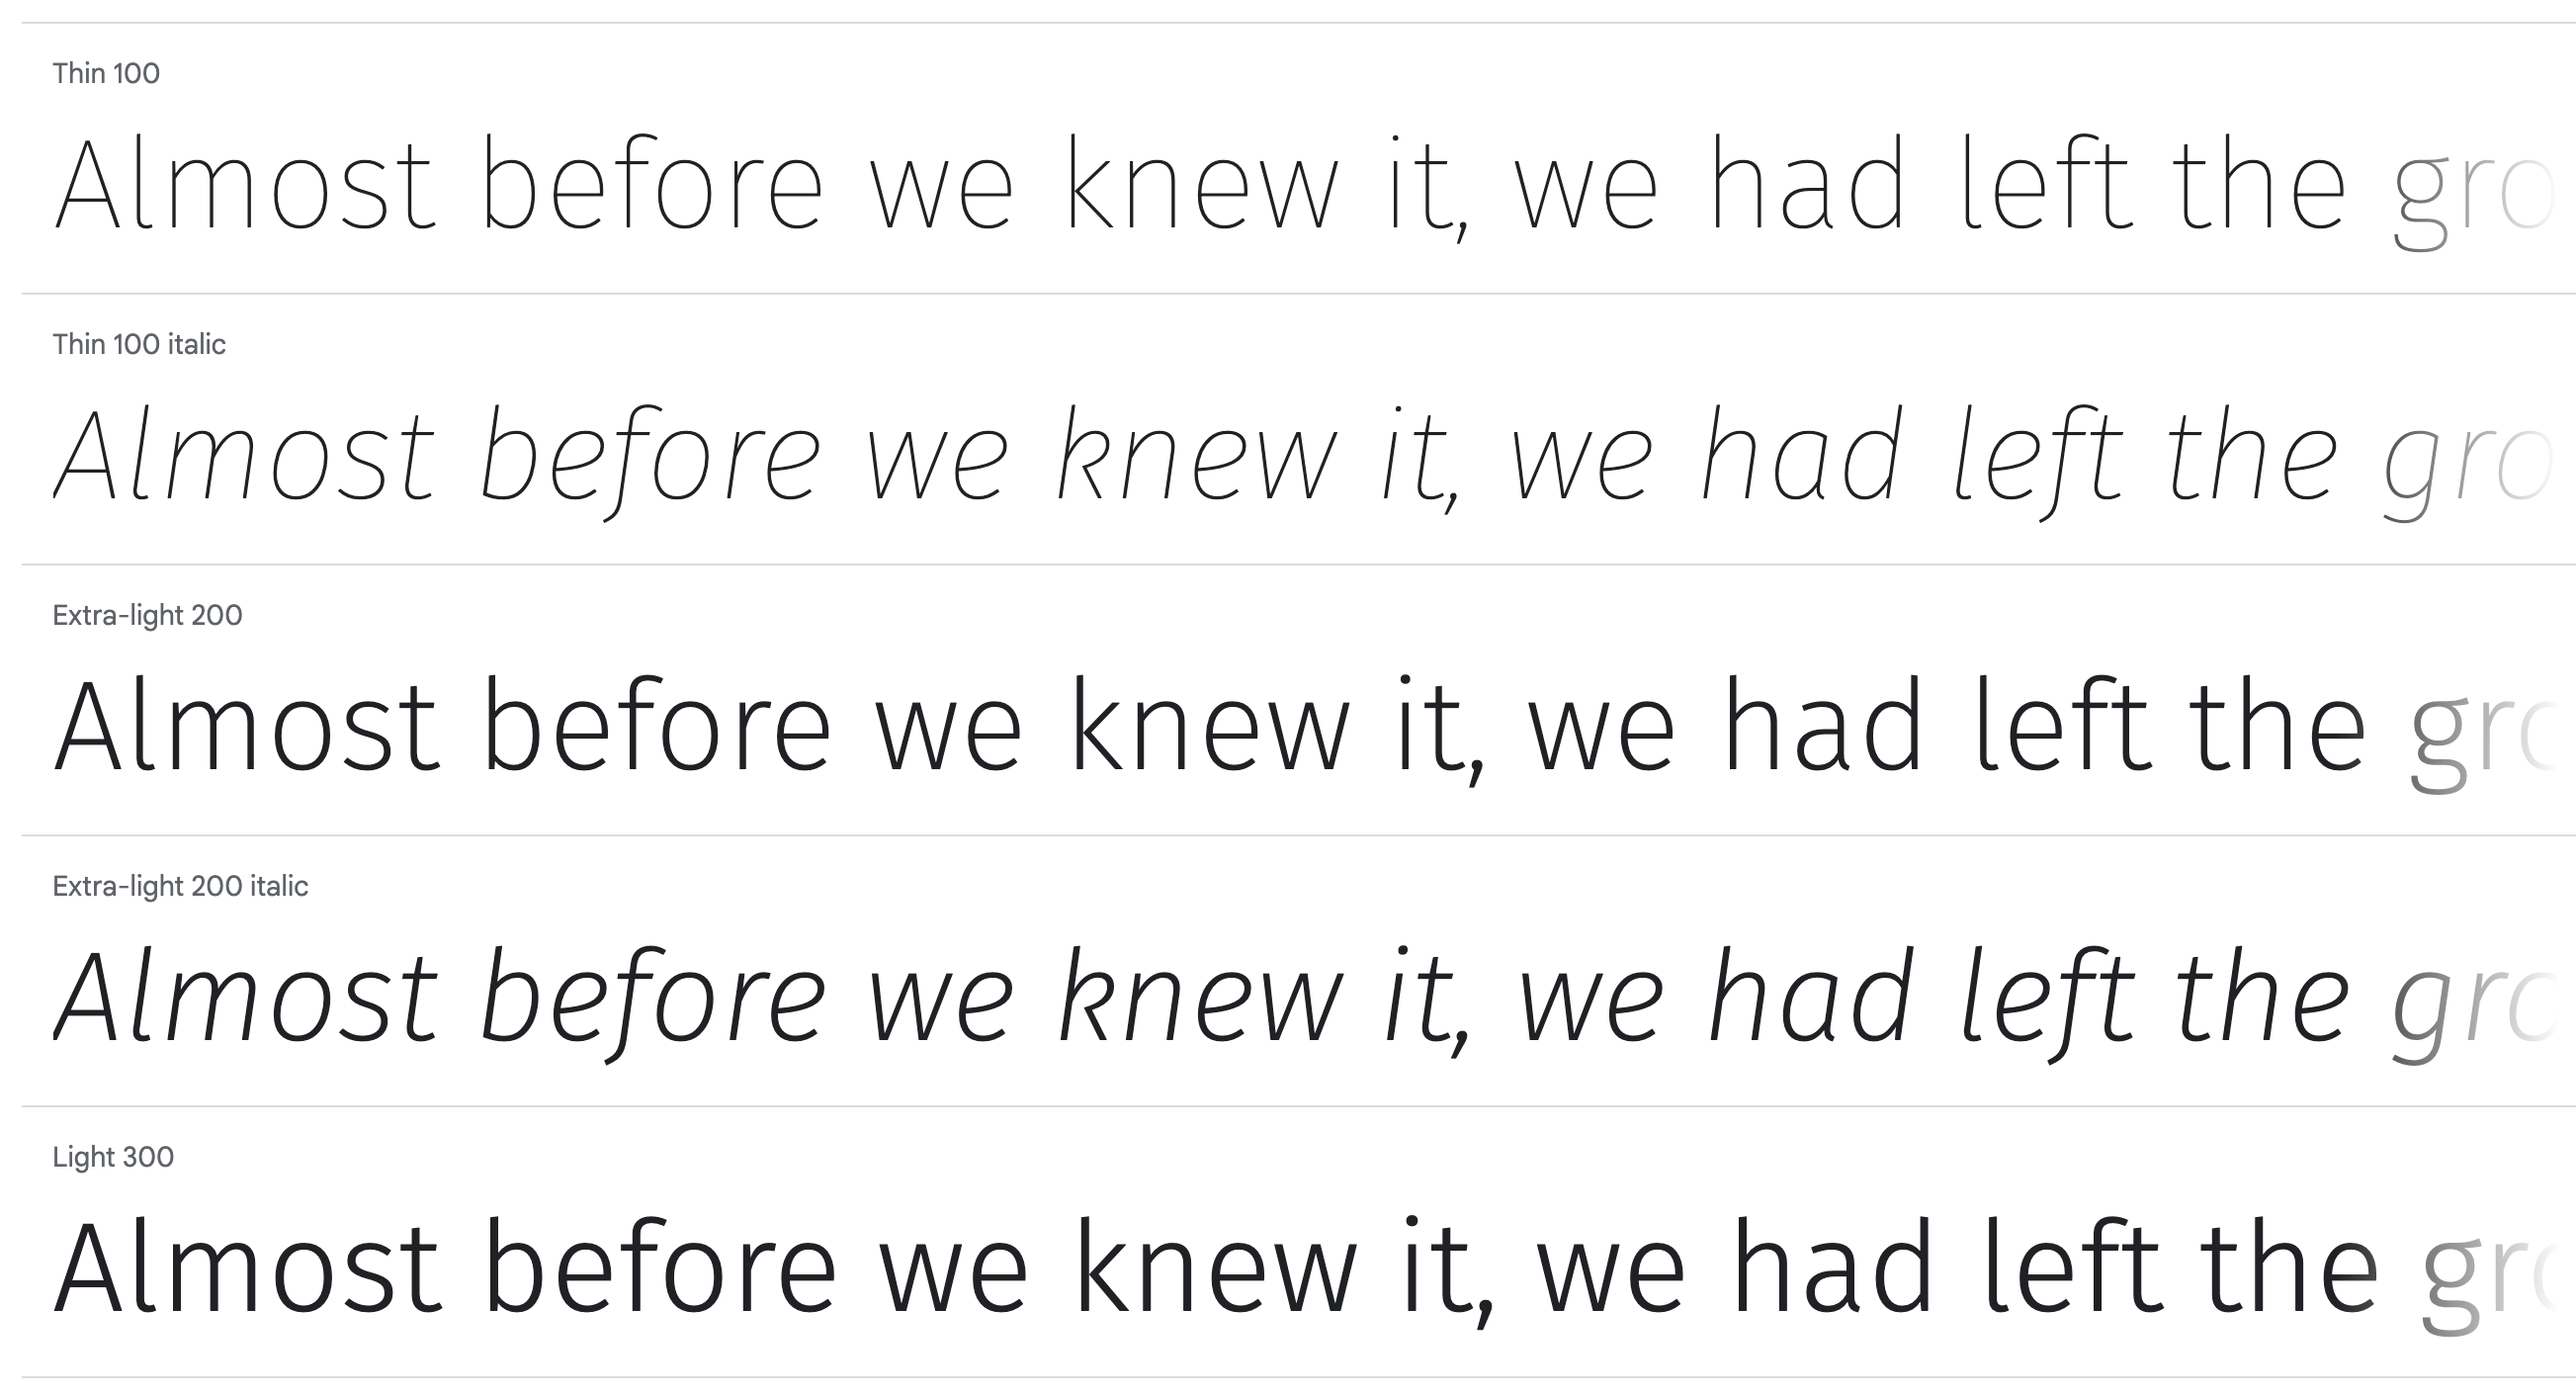 Thin 100
Almost before we knew it, we had left the gro
Thin 100 italic
Almost before we knew it, we had left the gro
Extra-light 200
Almost before we knew it, we had left the gro
Extra-light 200 italic
Almost before we knew it, we had left the gro
Light 300
Almost before we knew it, we had left the gro